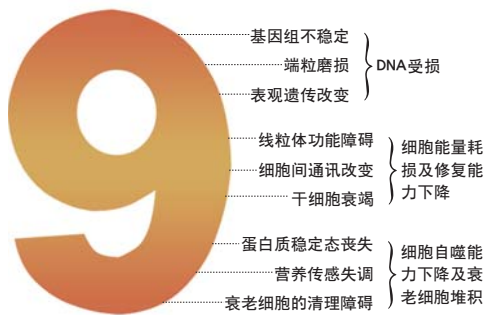 9
基因组不稳定
端粒磨损
表观遗传改变
DNA受损
线粒体功能障碍
细胞间通讯改变
干细胞衰竭
细胞能量耗
损及修复能
力下降
蛋白质稳定态丧失
营养传感失调
衰老细胞的清理障碍
细胞自噬能
力下降及衰
老细胞堆积